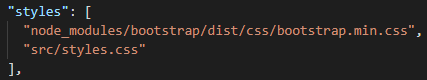 "styles": [
"node_modules/bootstrap/dist/css/bootstrap.min.css",
"src/styles.css"
],